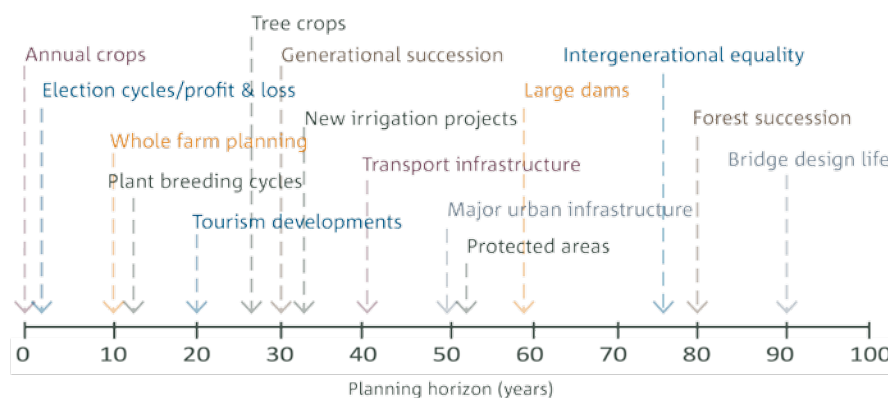 Tree crops
Annual crops
Generational succession
Intergenerational equality
Election cycles/profit & loss
Large dams
New irrigation projects
Forest succession
Whole farm planning
Bridge design life
Transport infrastructure
Plant breeding cycles
Major urban infrastructure
Tourism developments
Protected areas
0 10 20 30 40 50 60 70 80 90 100
Planning horizon (years)